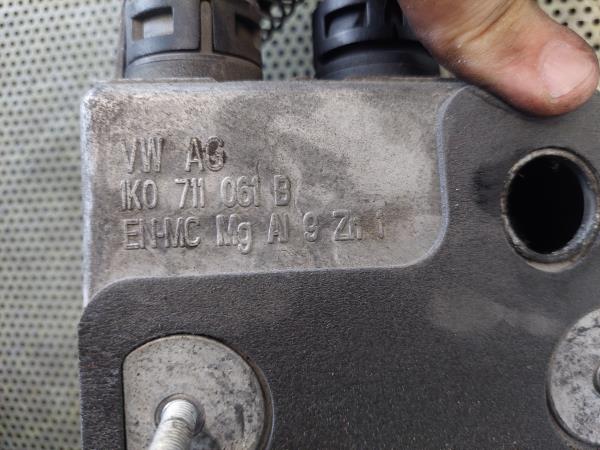 VW AG
1K0 711 061 B
EN-MC Mg Al 9 Zn 1